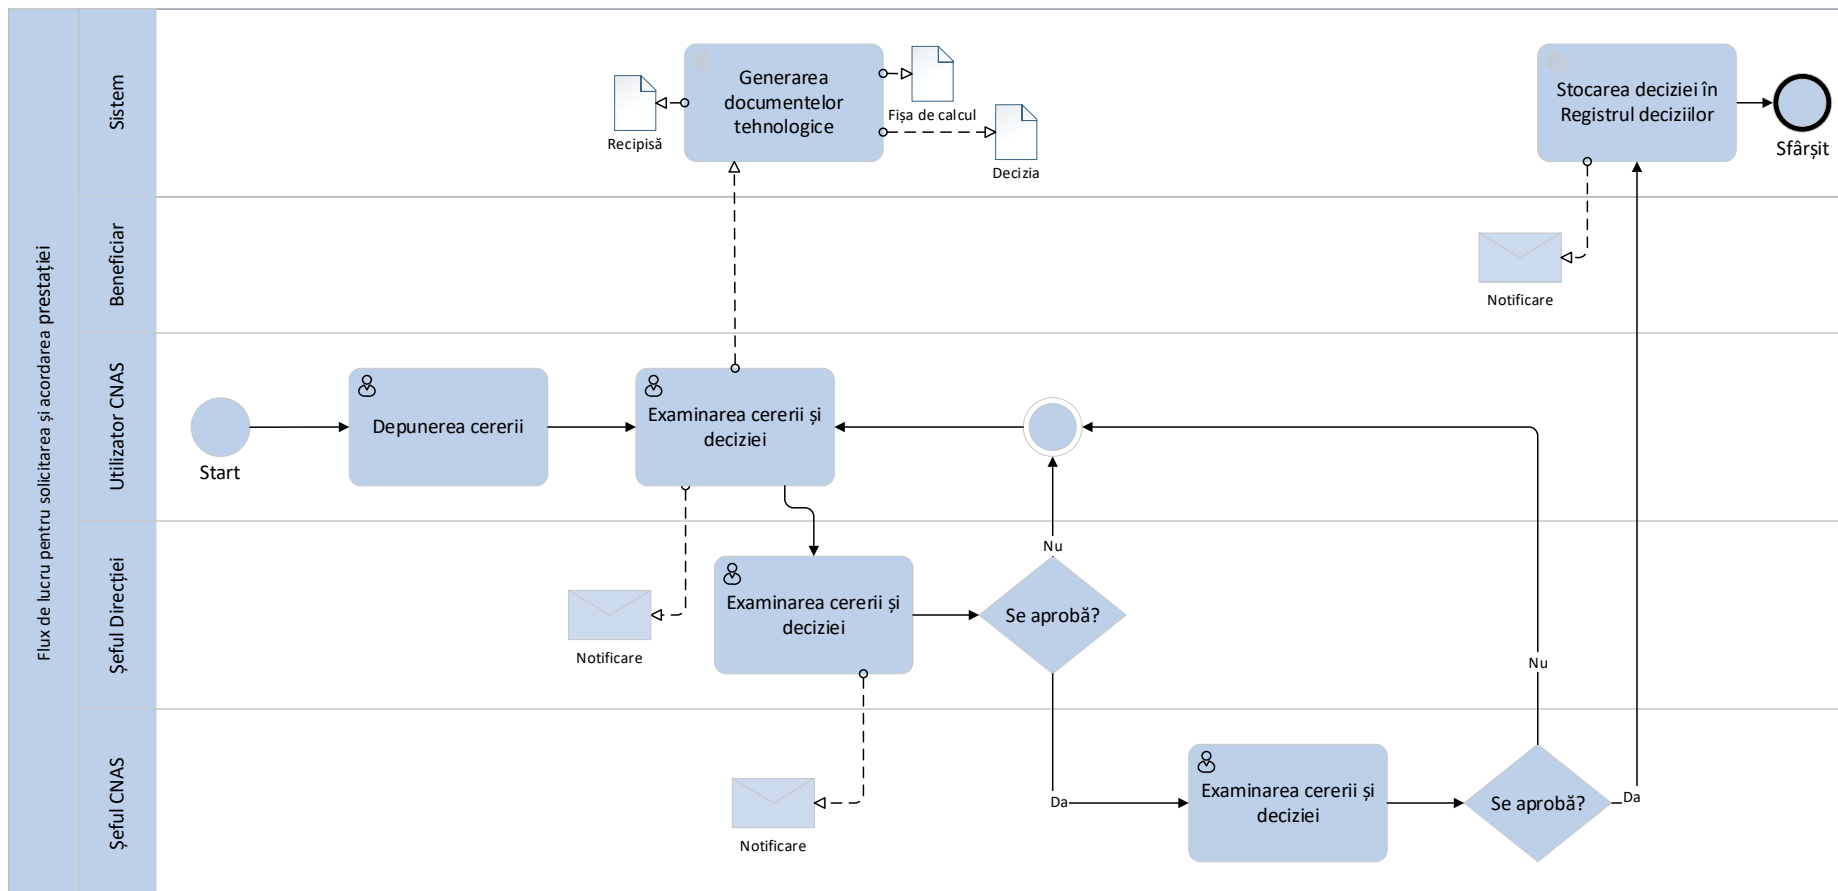 Flux de lucru pentru solicitarea și acordarea prestației
Sistem
Generarea
documentelor
tehnologice
Recipisă
Fișa de calcul
Decizia
Stocarea deciziei în
Registrul deciziilor
Sfârșit
Beneficiar
Notificare
Utilizator CNAS
Start
Depunerea cererii
Examinarea cererii și
deciziei
Șeful Direcției
Notificare
Examinarea cererii și
deciziei
Nu
Se aprobă?
Nu
Șeful CNAS
Notificare
Da
Examinarea cererii și
deciziei
Se aprobă?
Da